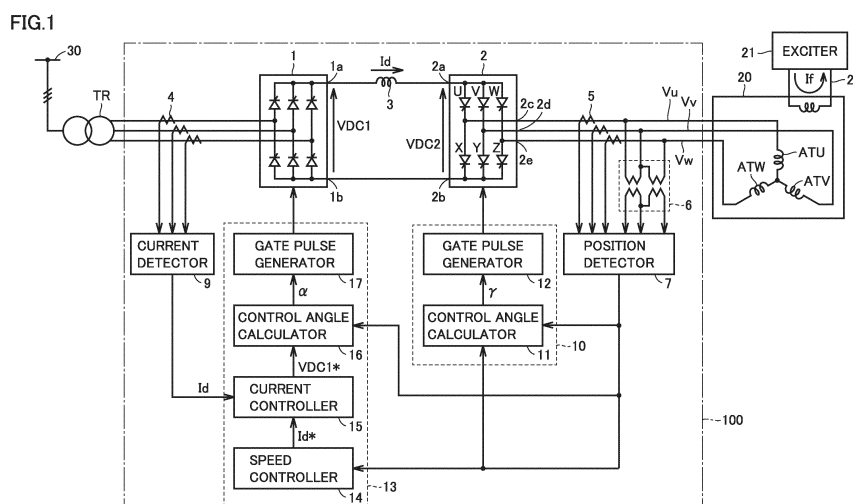 FIG.1
30
TR
4
1
1a
Id
3
2a
2
U V W
X Y Z
2c
2d
2e
VDC1
VDC2
1b
2b
5
Vu
Vv
Vw
6
21
EXCITER
If
2
20
ATU
ATW
ATV
CURRENT
DETECTOR
9
GATE PULSE
GENERATOR
17
GATE PULSE
GENERATOR
12
POSITION
DETECTOR
7
α
γ
CONTROL ANGLE
CALCULATOR
16
CONTROL ANGLE
CALCULATOR
11
10
VDC1*
Id
CURRENT
CONTROLLER
15
100
Id*
SPEED
CONTROLLER
14
13